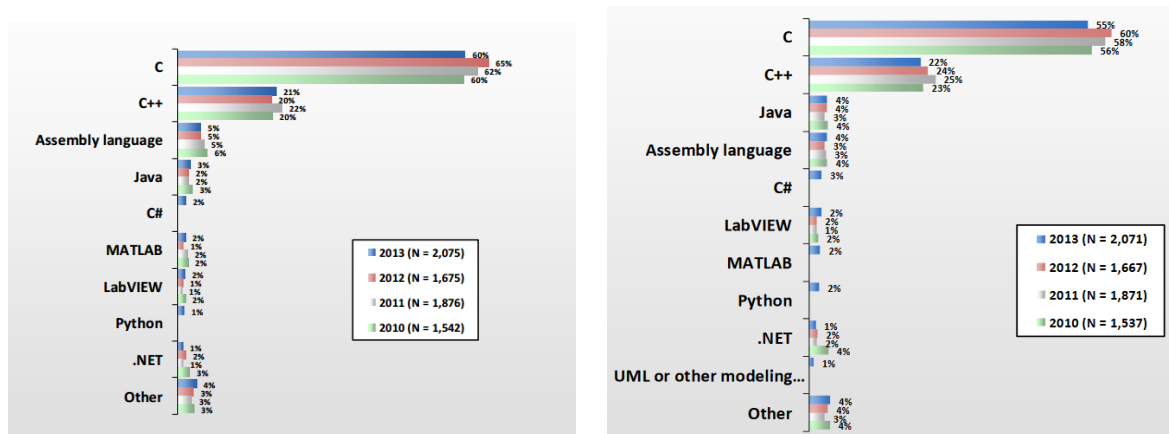 C
60%
65%
62%
60%
C++
21%
20%
22%
20%
Assembly language
5%
5%
5%
6%
Java
3%
2%
2%
3%
C#
2%
MATLAB
2%
1%
2%
2%
LabVIEW
2%
1%
1%
2%
Python
1%
.NET
1%
2%
1%
3%
Other
4%
3%
3%
3%
2013 (N = 2,075)
2012 (N = 1,675)
2011 (N = 1,876)
2010 (N = 1,542)
C
55%
60%
58%
56%
C++
22%
24%
25%
23%
Java
4%
4%
3%
4%
Assembly language
4%
3%
3%
4%
C#
3%
LabVIEW
2%
2%
1%
2%
MATLAB
2%
Python
2%
.NET
1%
2%
2%
4%
UML or other modeling...
1%
Other
4%
4%
3%
4%
2013 (N = 2,071)
2012 (N = 1,667)
2011 (N = 1,871)
2010 (N = 1,537)